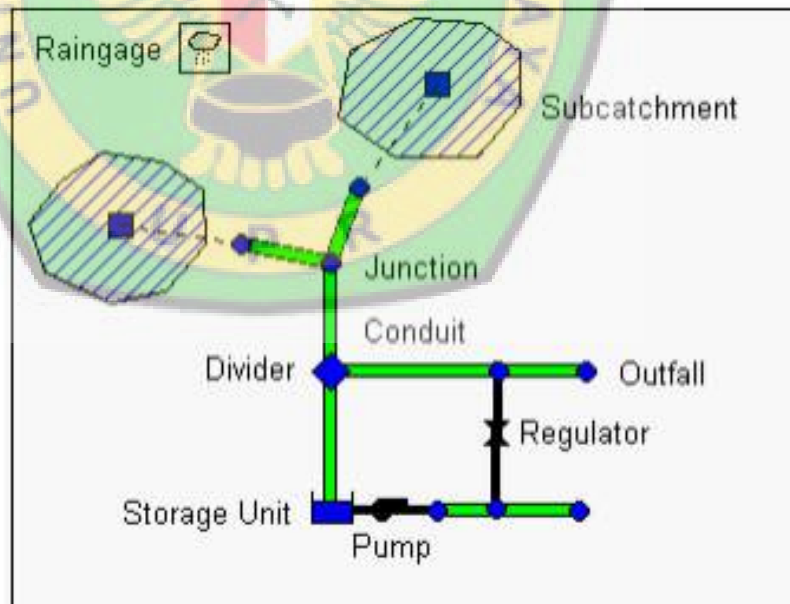 Raingage
Subcatchment
Junction
Conduit
Divider
Outfall
Regulator
Storage Unit
Pump